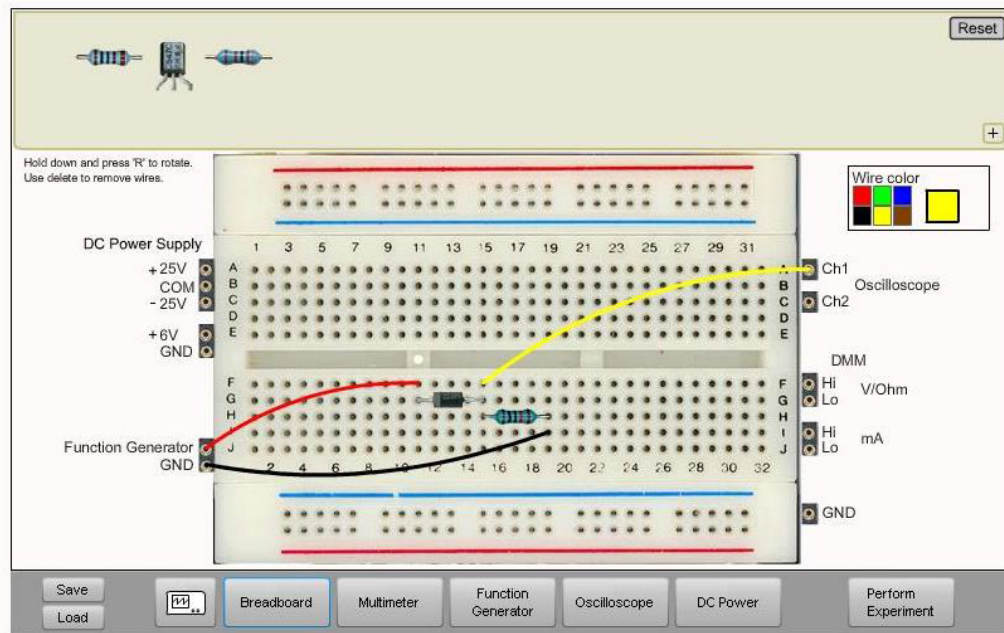 Reset
+
Hold down and press 'R' to rotate.
Use delete to remove wires.
Wire color
DC Power Supply
+25V
COM
-25V
+6V
GND
1 3 5 7 9 11 13 15 17 19 21 23 25 27 29 31
A
B
C
D
E
A
B
C
D
E
Ch1
Oscilloscope
Ch2
DMM
F
G
H
I
J
F
G
H
I
J
Hi
V/Ohm
Lo
Hi
mA
Lo
Function Generator
GND
2 4 6 8 10 12 14 16 18 20 22 24 26 28 30 32
GND
Save
Load
Breadboard
Multimeter
Function
Generator
Oscilloscope
DC Power
Perform
Experiment